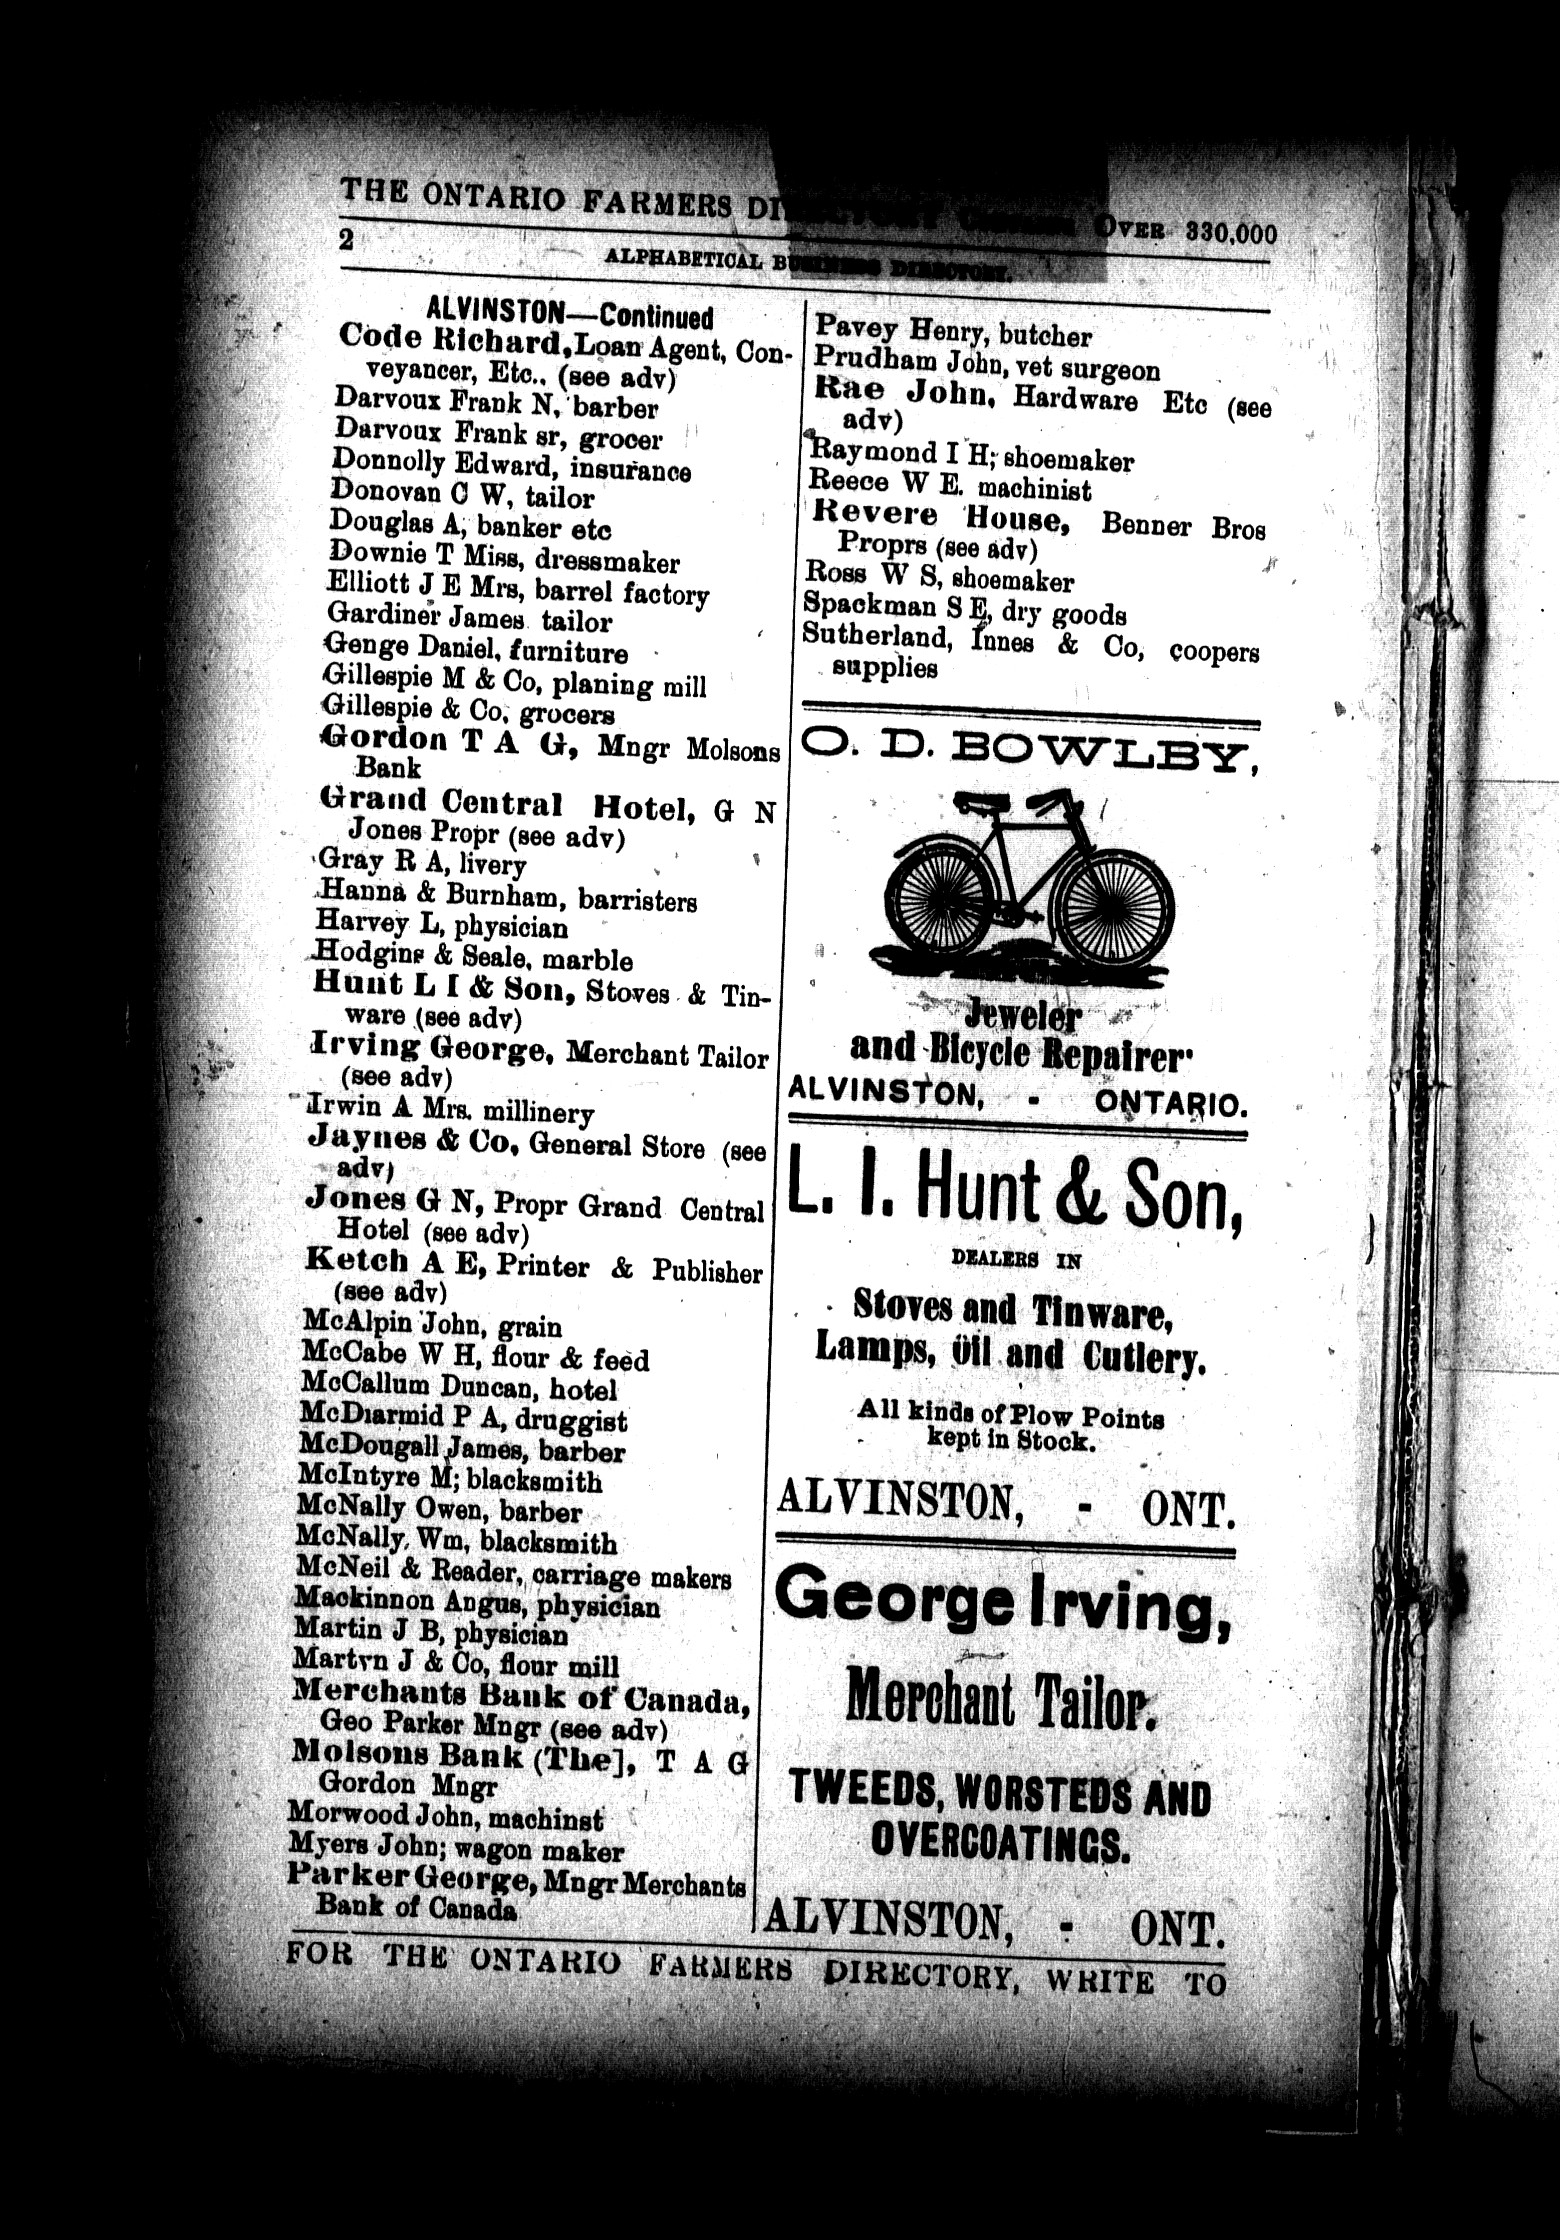 THE ONTARIO FARMERS DIRECTORY OVER 330,000
2
ALPHABETICAL BUSINESS DIRECTORY.
ALVINSTON—Continued
Code Richard, Loan Agent, Con-
veyancer, Etc., (see adv)
Darvoux Frank N, barber
Darvoux Frank sr, grocer
Donnolly Edward, insurance
Donovan C W, tailor
Douglas A, banker etc
Downie T Miss, dressmaker
Elliott J E Mrs, barrel factory
Gardiner James tailor
Genge Daniel, furniture
Gillespie M & Co, planing mill
Gillespie & Co, grocers
Gordon T A G, Mngr Molsons
Bank
Grand Central Hotel, G N
Jones Propr (see adv)
Gray R A, livery
Hanna & Burnham, barristers
Harvey L, physician
Hodgins & Seale, marble
Hunt L I & Son, Stoves & Tin-
ware (see adv)
Irving George, Merchant Tailor
(see adv)
Irwin A Mrs. millinery
Jaynes & Co, General Store (see
adv)
Jones G N, Propr Grand Central
Hotel (see adv)
Ketch A E, Printer & Publisher
(see adv)
McAlpin John, grain
McCabe W H, flour & feed
McCallum Duncan, hotel
McDiarmid P A, druggist
McDougall James, barber
McIntyre M; blacksmith
McNally Owen, barber
McNally, Wm, blacksmith
McNeil & Reader, carriage makers
Mackinnon Angus, physician
Martin J B, physician
Martyn J & Co, flour mill
Merchants Bank of Canada,
Geo Parker Mngr (see adv)
Molsons Bank (The], T A G
Gordon Mngr
Morwood John, machinst
Myers John; wagon maker
Parker George, Mngr Merchants
Bank of Canada
Pavey Henry, butcher
Prudham John, vet surgeon
Rae John, Hardware Etc (see
adv)
Raymond I H; shoemaker
Reece W E. machinist
Revere House, Benner Bros
Proprs (see adv)
Ross W S, shoemaker
Spackman S E, dry goods
Sutherland, Innes & Co, coopers
supplies
O. D. BOWLBY,
Jeweler
and Bicycle Repairer
ALVINSTON, - ONTARIO.
L. I. Hunt & Son,
DEALERS IN
Stoves and Tinware,
Lamps, Oil and Cutlery.
All kinds of Plow Points
kept in Stock.
ALVINSTON, - ONT.
George Irving,
Merchant Tailor.
TWEEDS, WORSTEDS AND
OVERCOATINGS.
ALVINSTON, - ONT.
FOR THE ONTARIO FARMERS DIRECTORY, WRITE TO